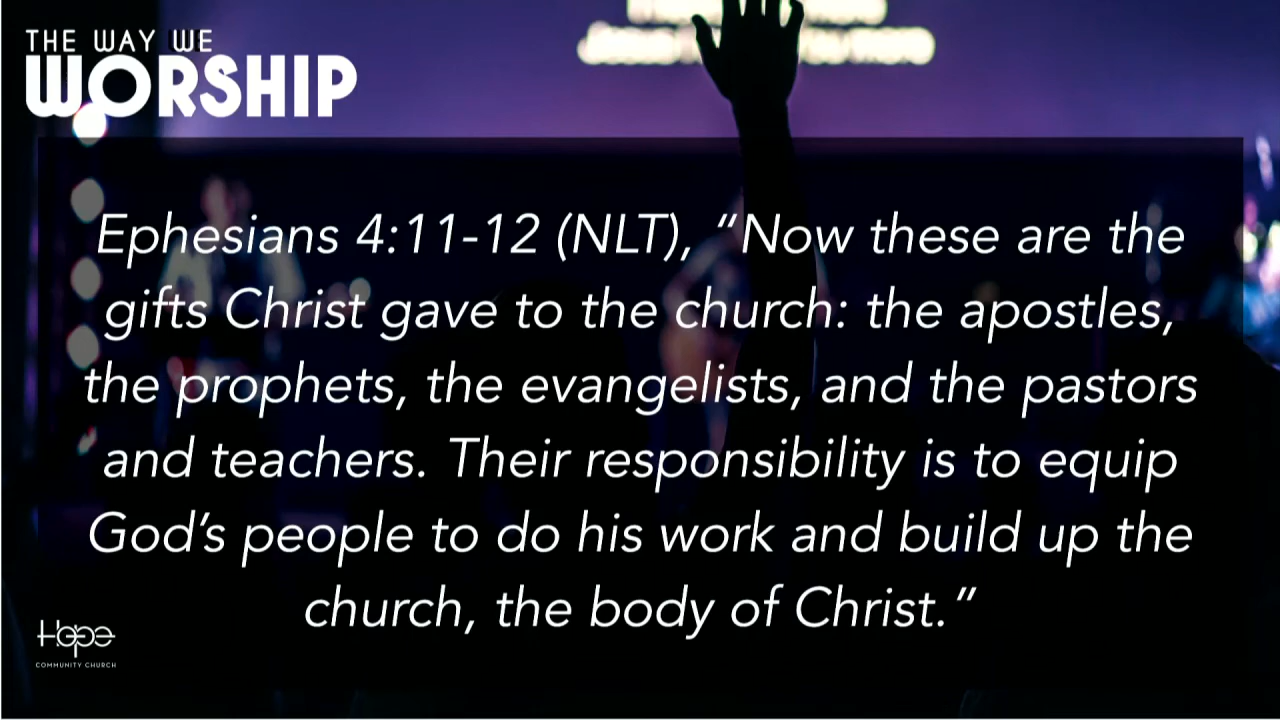 Jesus
more
THE WAY WE
WORSHIP
Ephesians 4:11-12 (NLT), “Now these are the
gifts Christ gave to the church: the apostles,
the prophets, the evangelists, and the pastors
and teachers. Their responsibility is to equip
God’s people to do his work and build up the
church, the body of Christ.”
Hope
COMMUNITY CHURCH